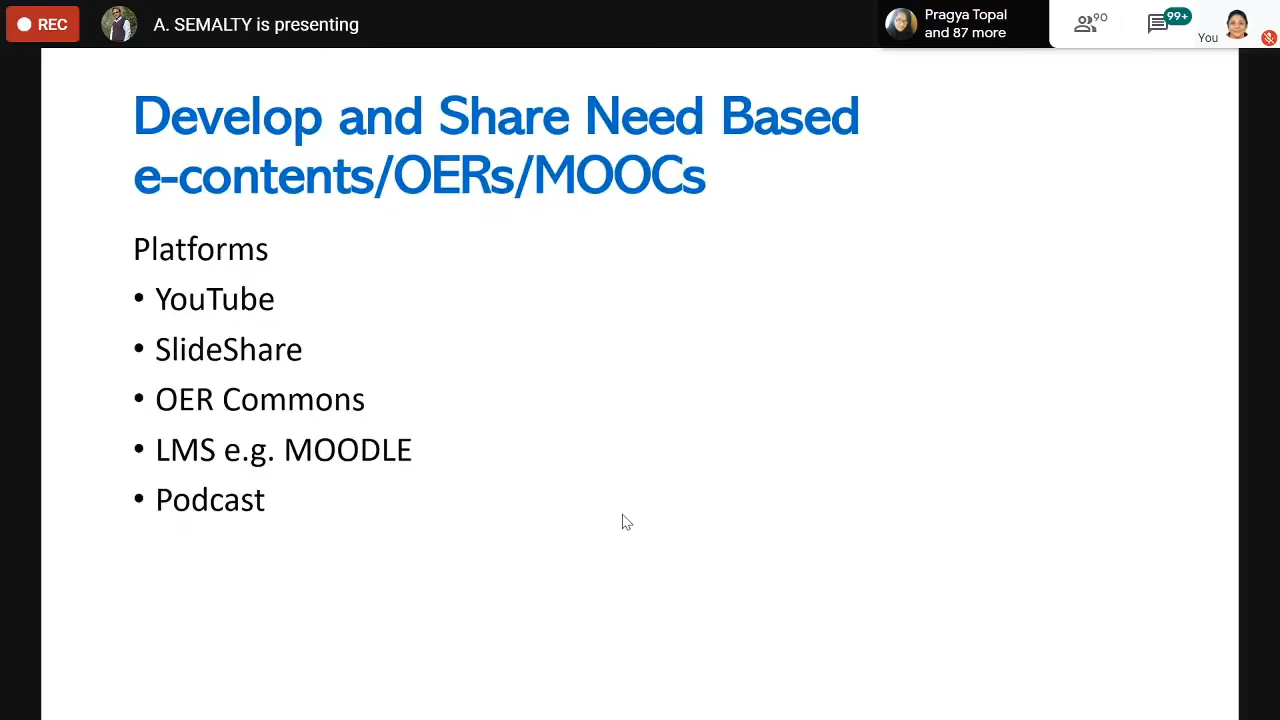 REC
A. SEMALTY is presenting
Pragya Topal
and 87 more
90
99+
You
Develop and Share Need Based
e-contents/OERs/MOOCs
Platforms
• YouTube
• SlideShare
• OER Commons
• LMS e.g. MOODLE
• Podcast